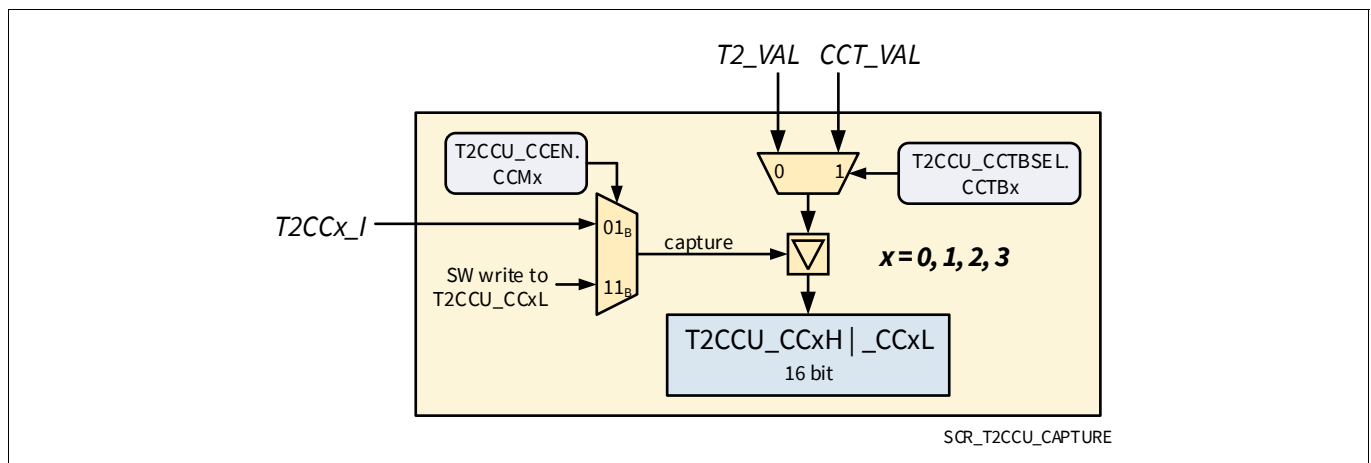 T2_VAL CCT_VAL
T2CCU_CCEN.
CCMx
T2CCU_CCTBSEL.
CCTBx
0 1
T2CCx_I
01B
capture
x = 0, 1, 2, 3
SW write to
T2CCU_CCxL
11B
T2CCU_CCxH | _CCxL
16 bit
SCR_T2CCU_CAPTURE